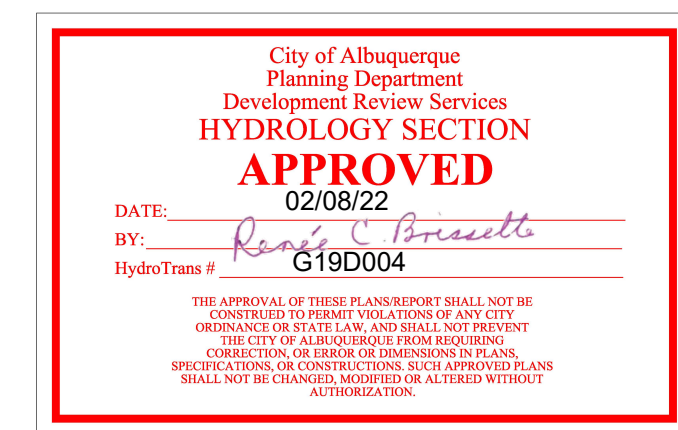 City of Albuquerque
Planning Department
Development Review Services
HYDROLOGY SECTION
APPROVED
DATE: 02/08/22
BY: Renée C. Brissette
HydroTrans # G19D004
THE APPROVAL OF THESE PLANS/REPORT SHALL NOT BE
CONSTRUED TO PERMIT VIOLATIONS OF ANY CITY
ORDINANCE OR STATE LAW, AND SHALL NOT PREVENT
THE CITY OF ALBUQUERQUE FROM REQUIRING
CORRECTION, OR ERROR OR DIMENSIONS IN PLANS,
SPECIFICATIONS, OR CONSTRUCTIONS. SUCH APPROVED PLANS
SHALL NOT BE CHANGED, MODIFIED OR ALTERED WITHOUT
AUTHORIZATION.